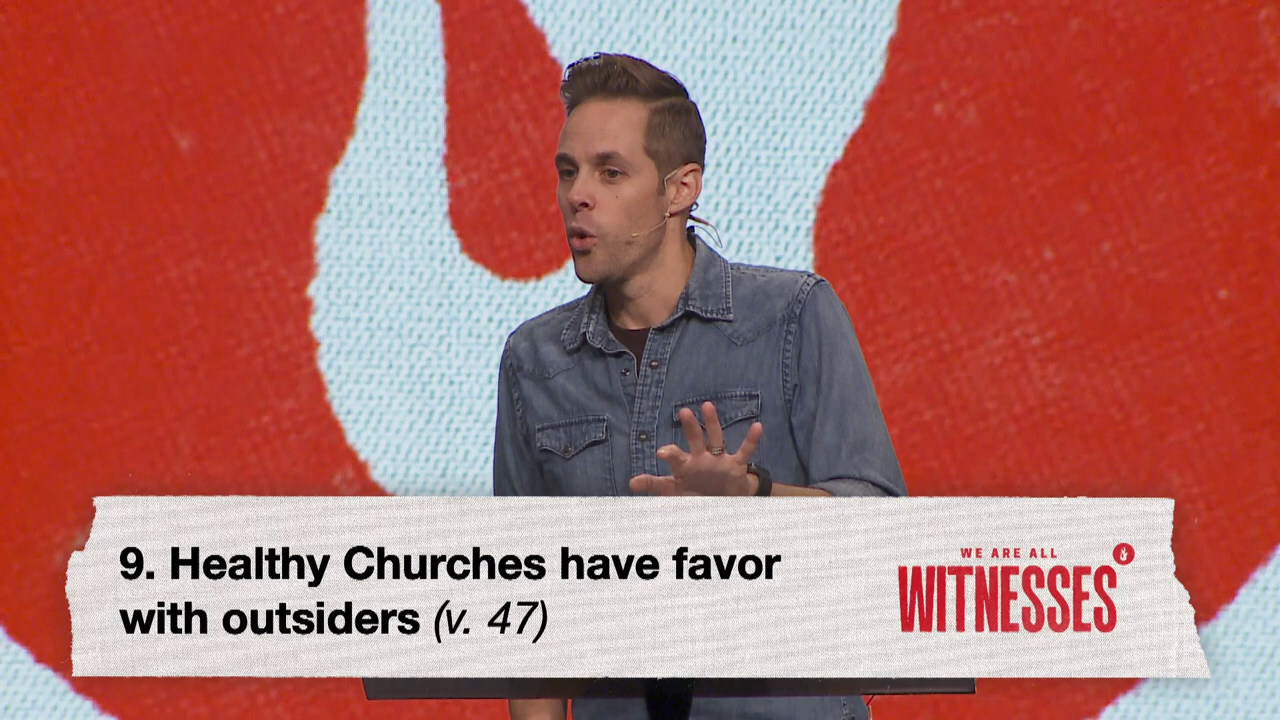 9. Healthy Churches have favor
with outsiders (v. 47)
WE ARE ALL
WITNESSES